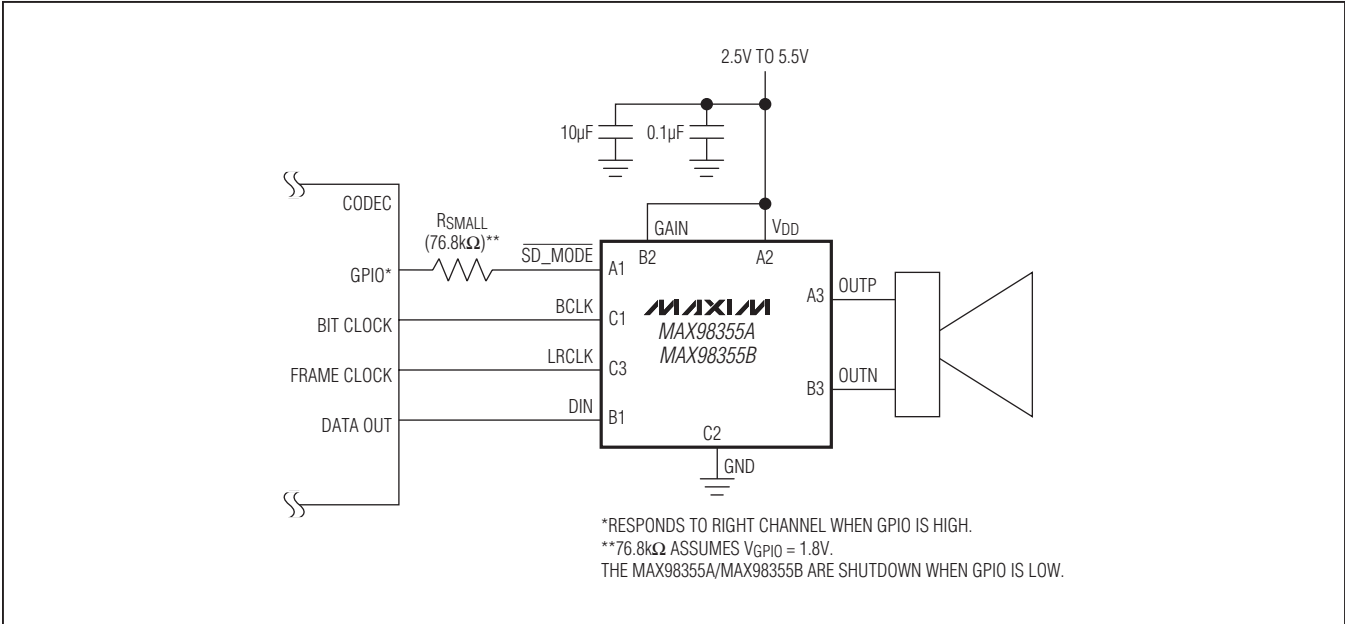 2.5V TO 5.5V
10µF
0.1µF
CODEC
RSMALL
(76.8kΩ)**
SD_MODE
GAIN
VDD
A1
B2
A2
GPIO*
BIT CLOCK
BCLK
C1
MAXIM
MAX98355A
MAX98355B
A3
OUTP
FRAME CLOCK
LRCLK
C3
B3
OUTN
DATA OUT
DIN
B1
C2
GND
*RESPONDS TO RIGHT CHANNEL WHEN GPIO IS HIGH.
**76.8kΩ ASSUMES VGPIO = 1.8V.
THE MAX98355A/MAX98355B ARE SHUTDOWN WHEN GPIO IS LOW.